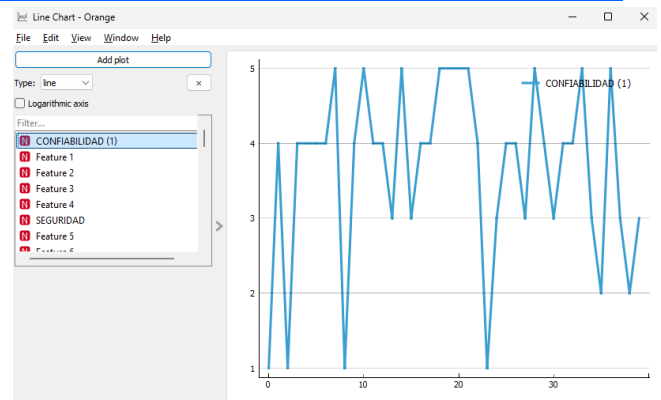 Line Chart - Orange
File Edit View Window Help
Add plot
Type: line
Logarithmic axis
Filter...
N CONFIABILIDAD (1)
N Feature 1
N Feature 2
N Feature 3
N Feature 4
N SEGURIDAD
N Feature 5
N Feature 6
5
4
3
2
1
0 10 20 30
CONFIABILIDAD (1)